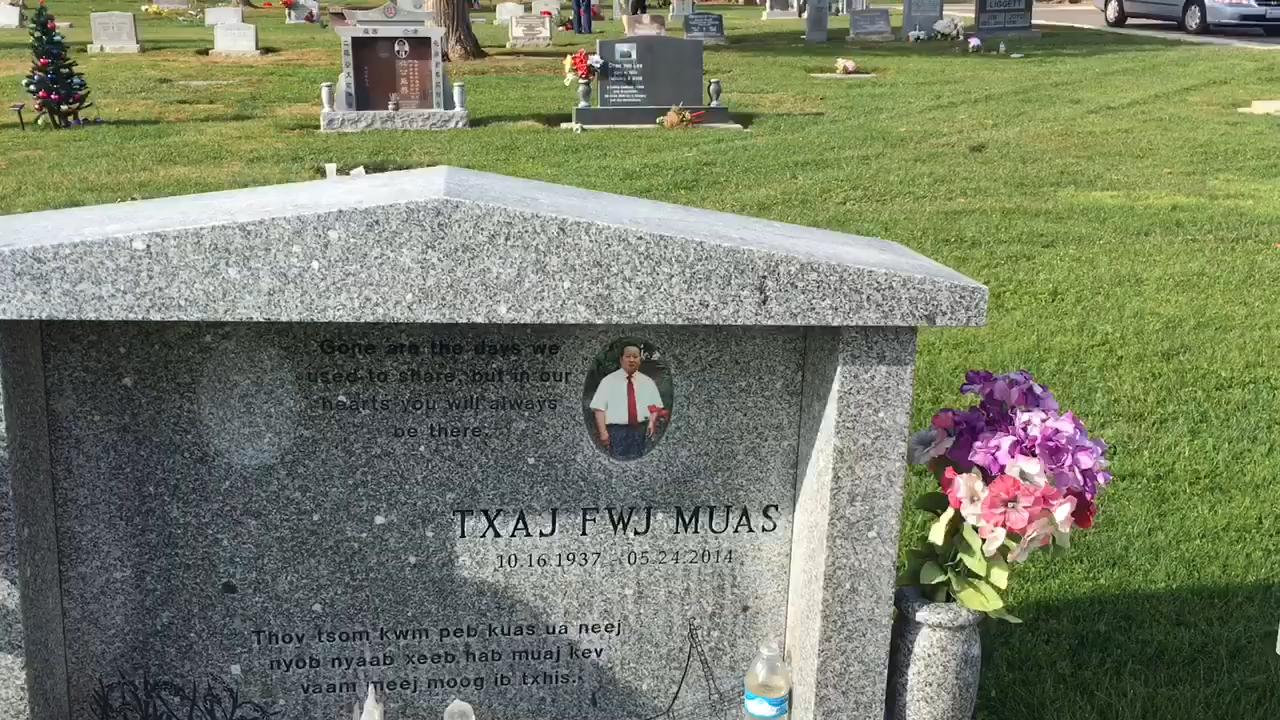 LIGGETT
Gone are the days we
used to share, but in our
hearts you will always
be there.
TXAJ FWJ MUAS
10.16.1937 - 05.24.2014
Thov tsom kwm peb kuas ua neej
nyob nyaab xeeb hab muaj kev
vaam meej moog ib txhis.